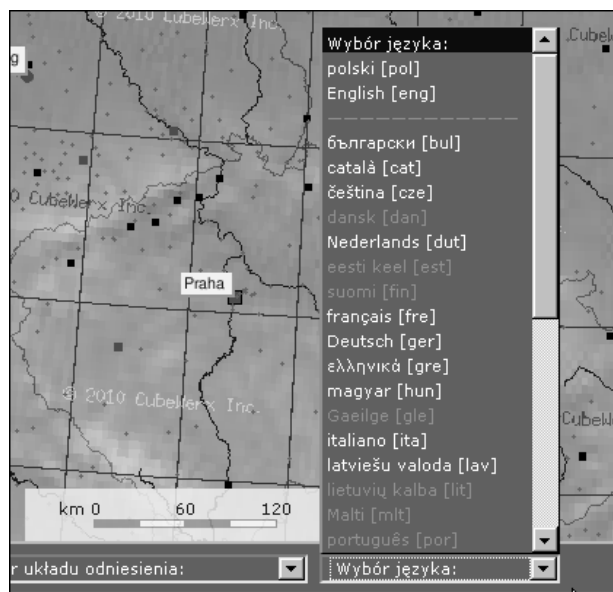 g
© 2010 CubeWerx Inc.
Praha
© 2010 CubeWerx Inc.
km 0 60 120
r układu odniesienia:
Wybór języka:
polski [pol]
English [eng]
български [bul]
català [cat]
čeština [cze]
dansk [dan]
Nederlands [dut]
eesti keel [est]
suomi [fin]
français [fre]
Deutsch [ger]
ελληνικά [gre]
magyar [hun]
Gaeilge [gle]
italiano [ita]
latviešu valoda [lav]
lietuvių kalba [lit]
Malti [mlt]
português [por]
Wybór języka:
CubeW
CubeW